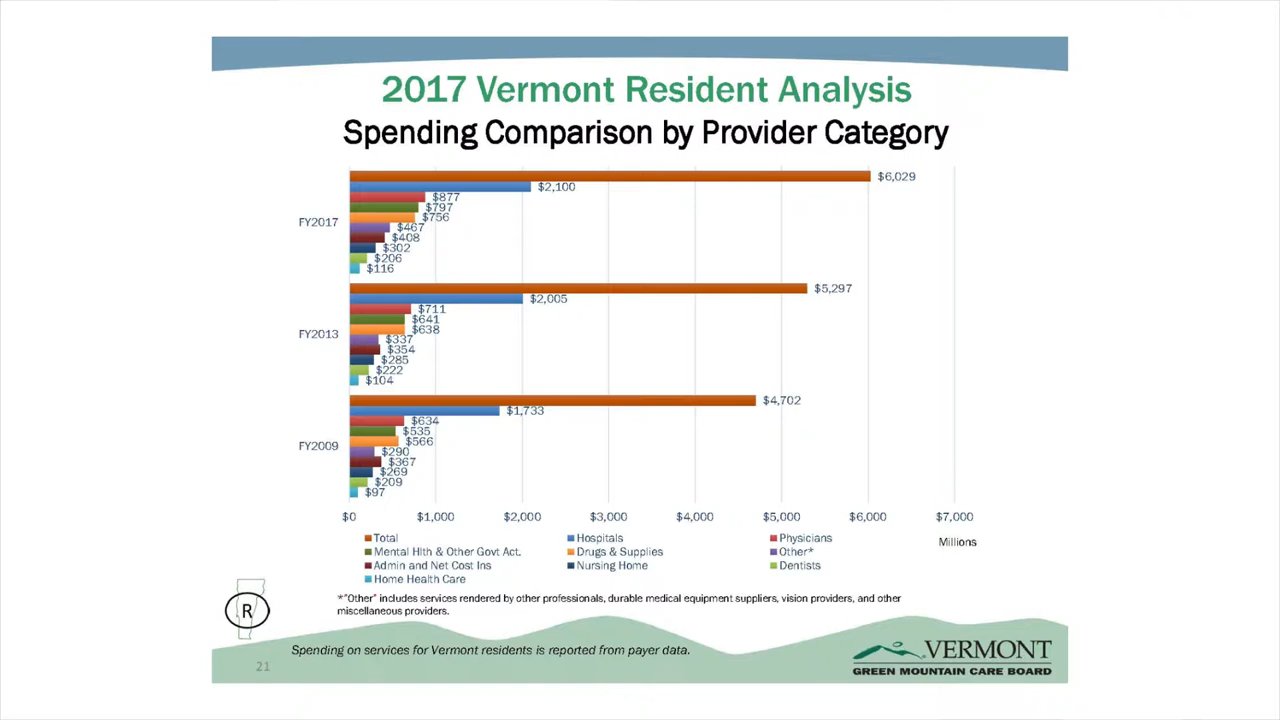 2017 Vermont Resident Analysis
Spending Comparison by Provider Category
$6,029
$2,100
$877
$797
$756
FY2017
$467
$408
$302
$206
$116
$5,297
$2,005
$711
$641
$638
FY2013
$337
$354
$285
$222
$104
$4,702
$1,733
$634
$535
$566
FY2009
$290
$367
$269
$209
$97
$0 $1,000 $2,000 $3,000 $4,000 $5,000 $6,000 $7,000
Millions
Total Hospitals Physicians
Mental Hlth & Other Govt Act. Drugs & Supplies Other*
Admin and Net Cost Ins Nursing Home Dentists
Home Health Care
*"Other" includes services rendered by other professionals, durable medical equipment suppliers, vision providers, and other
miscellaneous providers.
R
Spending on services for Vermont residents is reported from payer data.
21
VERMONT
GREEN MOUNTAIN CARE BOARD